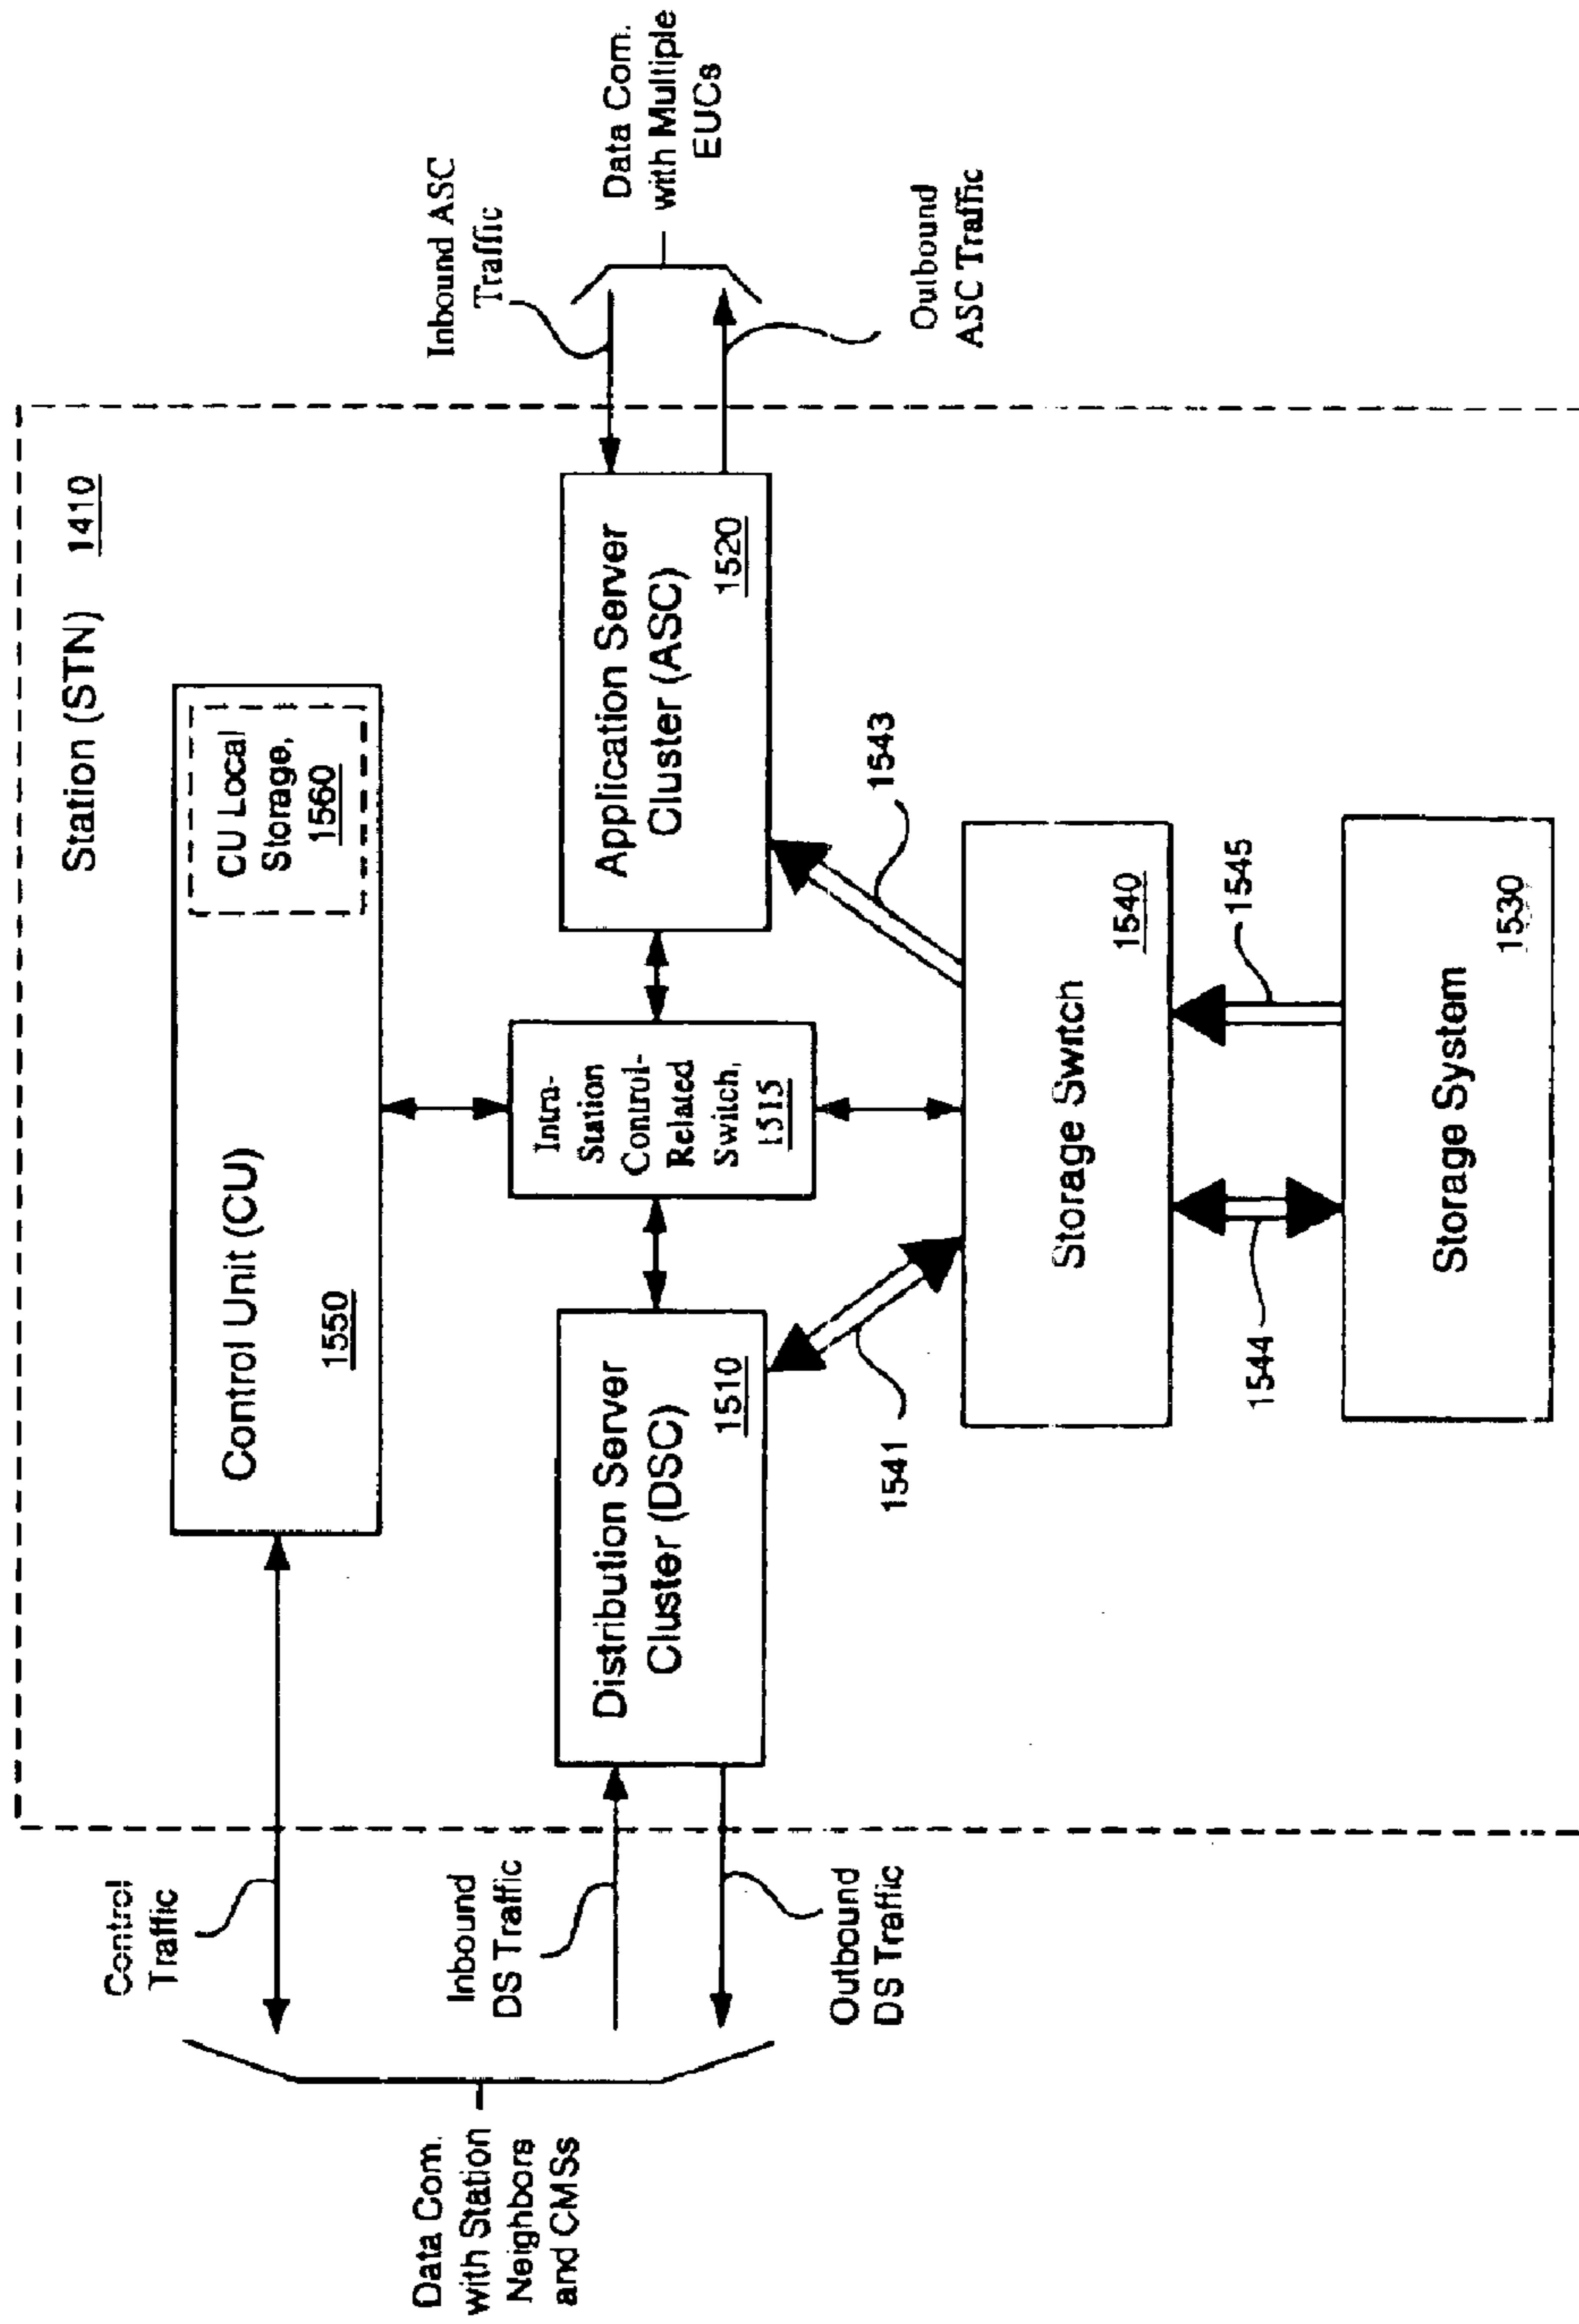 Station (STN) 1410
Control Unit (CU)
1550
CU Local
Storage,
1560
Control
Traffic
Inbound
DS Traffic
Outbound
DS Traffic
Data Com.
with Station
Neighbors
and CMSs
Distribution Server
Cluster (DSC)
1510
Intra-
Station
Control-
Related
Switch,
1515
Application Server
Cluster (ASC)
1520
Inbound ASC
Traffic
Data Com.
with Multiple
EUCs
Outbound
ASC Traffic
1541
1543
Storage Switch
1540
1544
1545
Storage System
1530